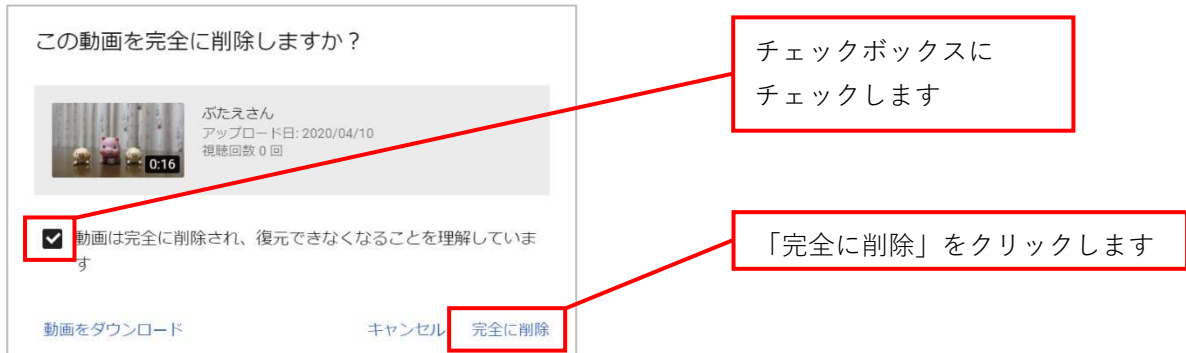 この動画を完全に削除しますか？
ぶたえさん
アップロード日: 2020/04/10
視聴回数 0 回
0:16
動画は完全に削除され、復元できなくなることを理解していま
す
動画をダウンロード
キャンセル
完全に削除
チェックボックスに
チェックします
「完全に削除」をクリックします